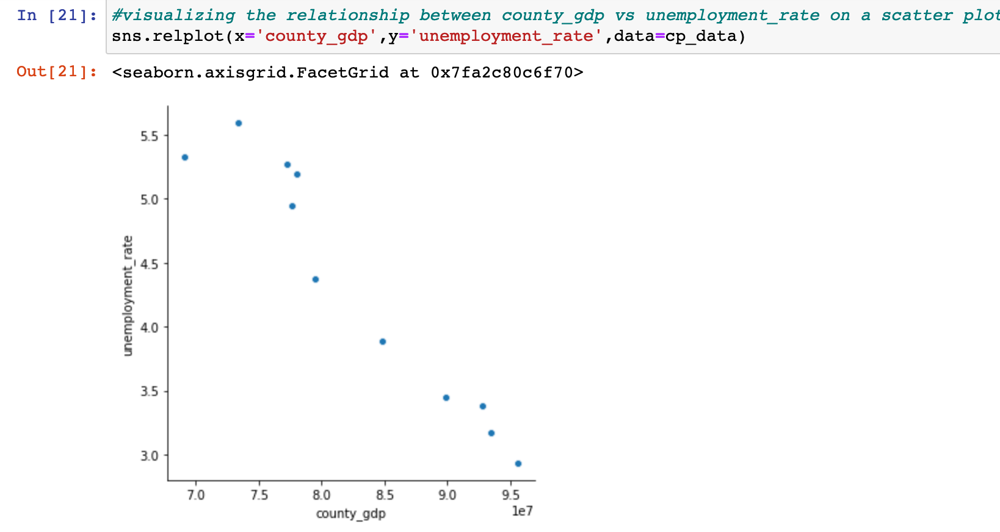 In [21]: #visualizing the relationship between county_gdp vs unemployment_rate on a scatter plot
sns.relplot(x='county_gdp',y='unemployment_rate',data=cp_data)
Out[21]: <seaborn.axisgrid.FacetGrid at 0x7fa2c80c6f70>
5.5
5.0
4.5
4.0
3.5
3.0
unemployment_rate
7.0 7.5 8.0 8.5 9.0 9.5
1e7
county_gdp